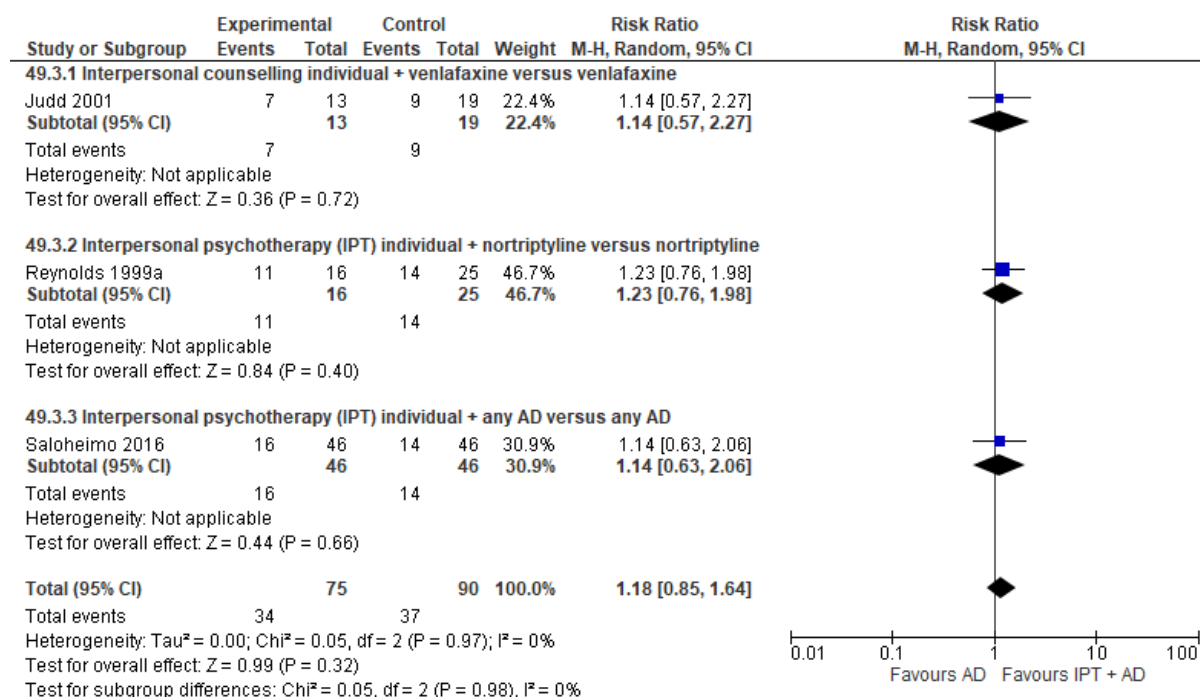 Experimental Control Risk Ratio Risk Ratio
Study or Subgroup Events Total Events Total Weight M-H, Random, 95% CI M-H, Random, 95% CI
49.3.1 Interpersonal counselling individual + venlafaxine versus venlafaxine
Judd 2001 7 13 9 19 22.4% 1.14 [0.57, 2.27]
Subtotal (95% CI) 13 19 22.4% 1.14 [0.57, 2.27]
Total events 7 9
Heterogeneity: Not applicable
Test for overall effect: Z = 0.36 (P = 0.72)
49.3.2 Interpersonal psychotherapy (IPT) individual + nortriptyline versus nortriptyline
Reynolds 1999a 11 16 14 25 46.7% 1.23 [0.76, 1.98]
Subtotal (95% CI) 16 25 46.7% 1.23 [0.76, 1.98]
Total events 11 14
Heterogeneity: Not applicable
Test for overall effect: Z = 0.84 (P = 0.40)
49.3.3 Interpersonal psychotherapy (IPT) individual + any AD versus any AD
Saloheimo 2016 16 46 14 46 30.9% 1.14 [0.63, 2.06]
Subtotal (95% CI) 46 46 30.9% 1.14 [0.63, 2.06]
Total events 16 14
Heterogeneity: Not applicable
Test for overall effect: Z = 0.44 (P = 0.66)
Total (95% CI) 75 90 100.0% 1.18 [0.85, 1.64]
Total events 34 37
Heterogeneity: Tau² = 0.00; Chi² = 0.05, df = 2 (P = 0.97); I² = 0%
Test for overall effect: Z = 0.99 (P = 0.32)
Test for subgroup differences: Chi² = 0.05, df = 2 (P = 0.98), I² = 0%
0.01 0.1 1 10 100
Favours AD Favours IPT + AD